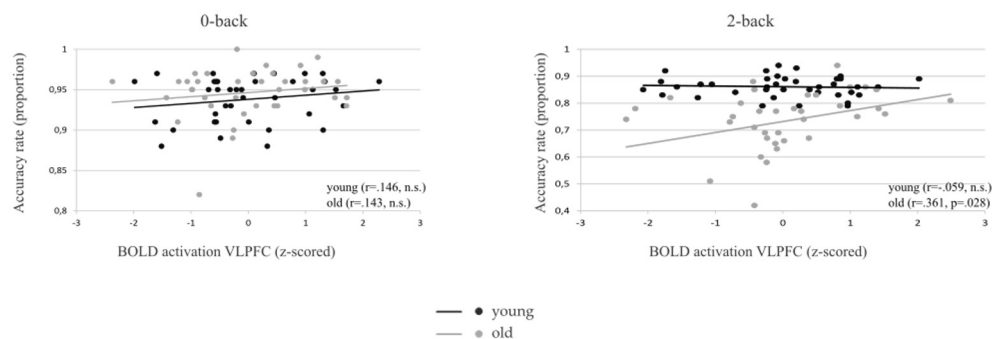 0-back
2-back
Accuracy rate (proportion)
1
0,95
0,9
0,85
0,8
-3 -2 -1 0 1 2 3
young (r=.146, n.s.)
old (r=.143, n.s.)
BOLD activation VLPFC (z-scored)
Accuracy rate (proportion)
1
0,9
0,8
0,7
0,6
0,5
0,4
-3 -2 -1 0 1 2 3
young (r=-.059, n.s.)
old (r=.361, p=.028)
BOLD activation VLPFC (z-scored)
young
old